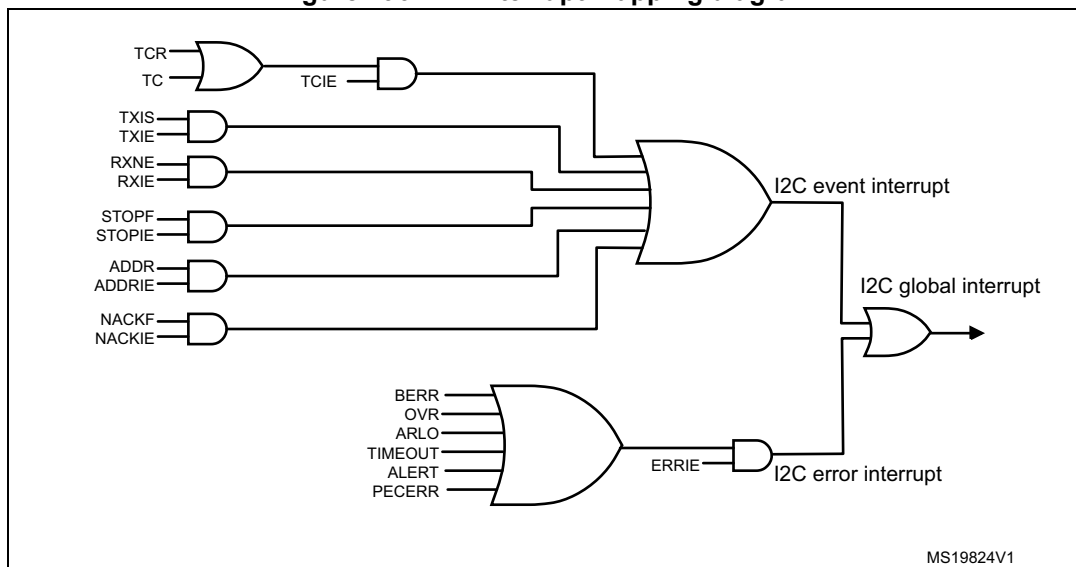 TCR
TC
TCIE
TXIS
TXIE
RXNE
RXIE
STOPF
STOPIE
ADDR
ADDRIE
NACKF
NACKIE
I2C event interrupt
I2C global interrupt
BERR
OVR
ARLO
TIMEOUT
ALERT
PECERR
ERRIE
I2C error interrupt
MS19824V1